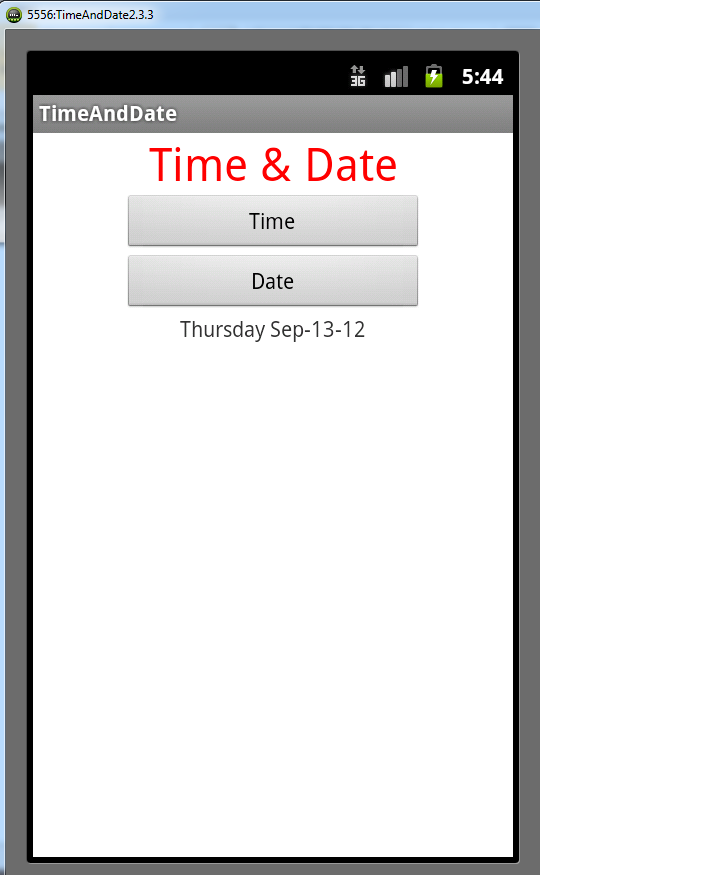 5556:TimeAndDate2.3.3
3G 5:44
TimeAndDate
Time & Date
Time
Date
Thursday Sep-13-12